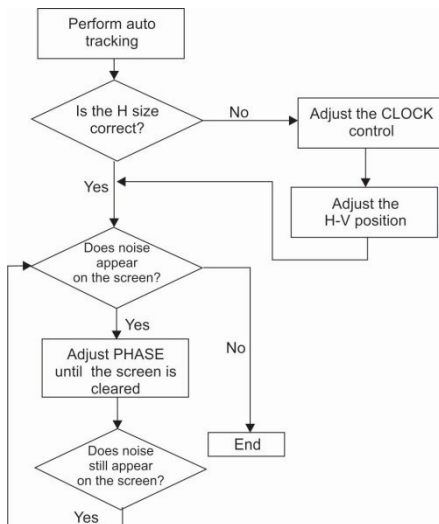 Perform auto
tracking
Is the H size
correct?
No
Adjust the CLOCK
control
Yes
Adjust the
H-V position
Does noise
appear
on the screen?
Yes
No
Adjust PHASE
until the screen is
cleared
End
Does noise
still appear
on the screen?
Yes